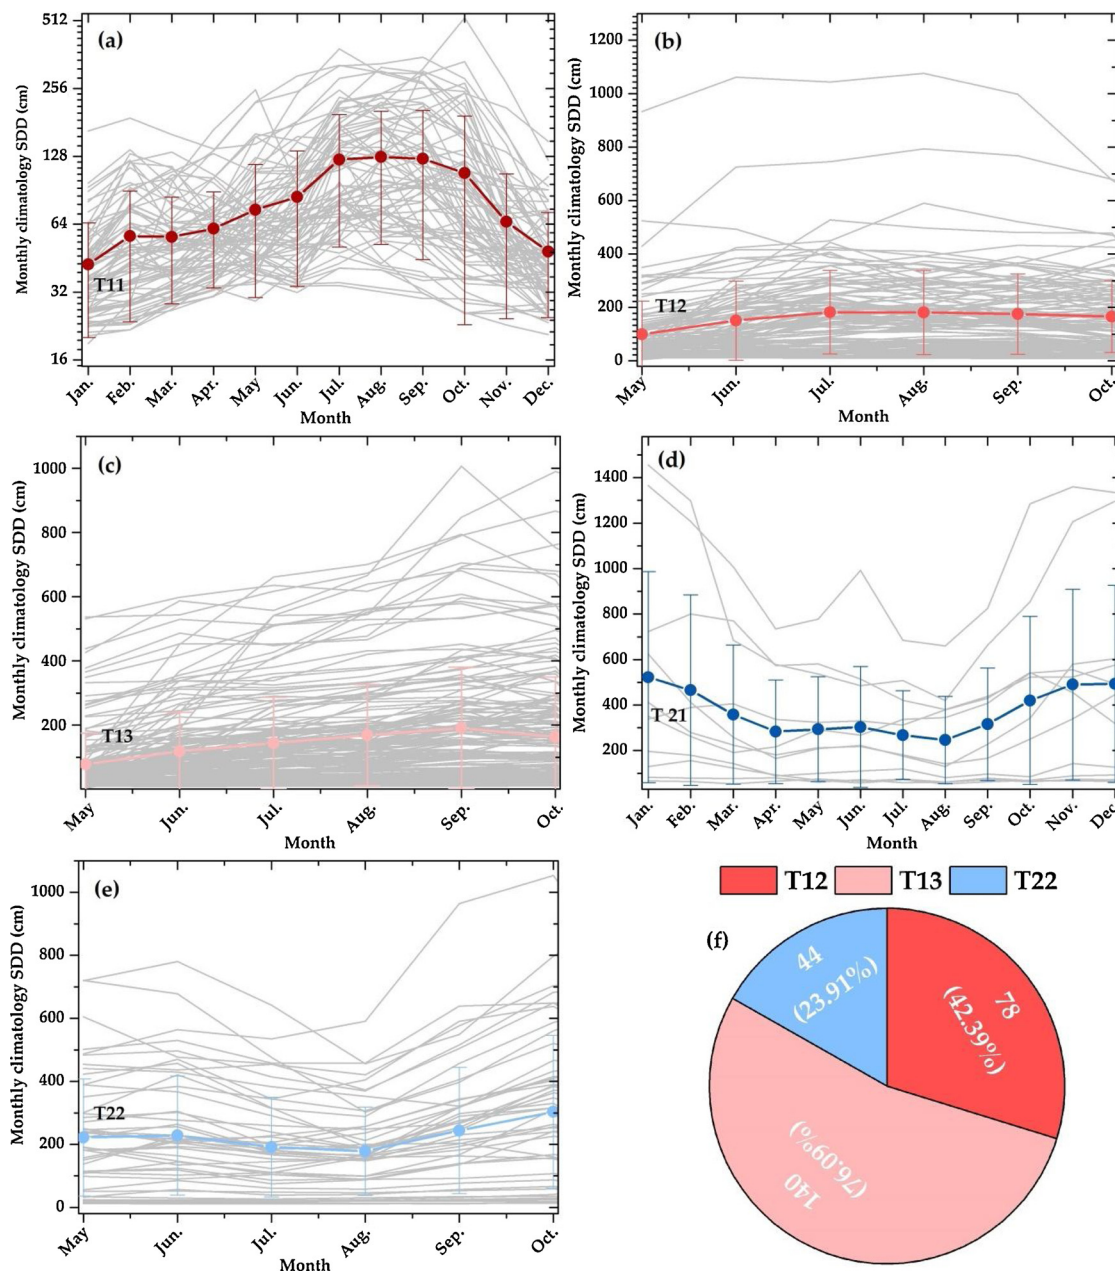 (a)
Monthly climatology SDD (cm)
512
256
128
64
32
16
T11
Jan. Feb. Mar. Apr. May Jun. Jul. Aug. Sep. Oct. Nov. Dec.
Month
(b)
Monthly climatology SDD (cm)
1200
1000
800
600
400
200
0
T12
May Jun. Jul. Aug. Sep. Oct.
Month
(c)
Monthly climatology SDD (cm)
1000
800
600
400
200
T13
May Jun. Jul. Aug. Sep. Oct.
Month
(d)
Monthly climatology SDD (cm)
1400
1200
1000
800
600
400
200
T 21
Jan. Feb. Mar. Apr. May Jun. Jul. Aug. Sep. Oct. Nov. Dec.
Month
(e)
Monthly climatology SDD (cm)
1000
800
600
400
200
0
T22
May Jun. Jul. Aug. Sep. Oct.
Month
T12 T13 T22
(f)
44
(23.91%)
78
(42.39%)
140
(76.09%)